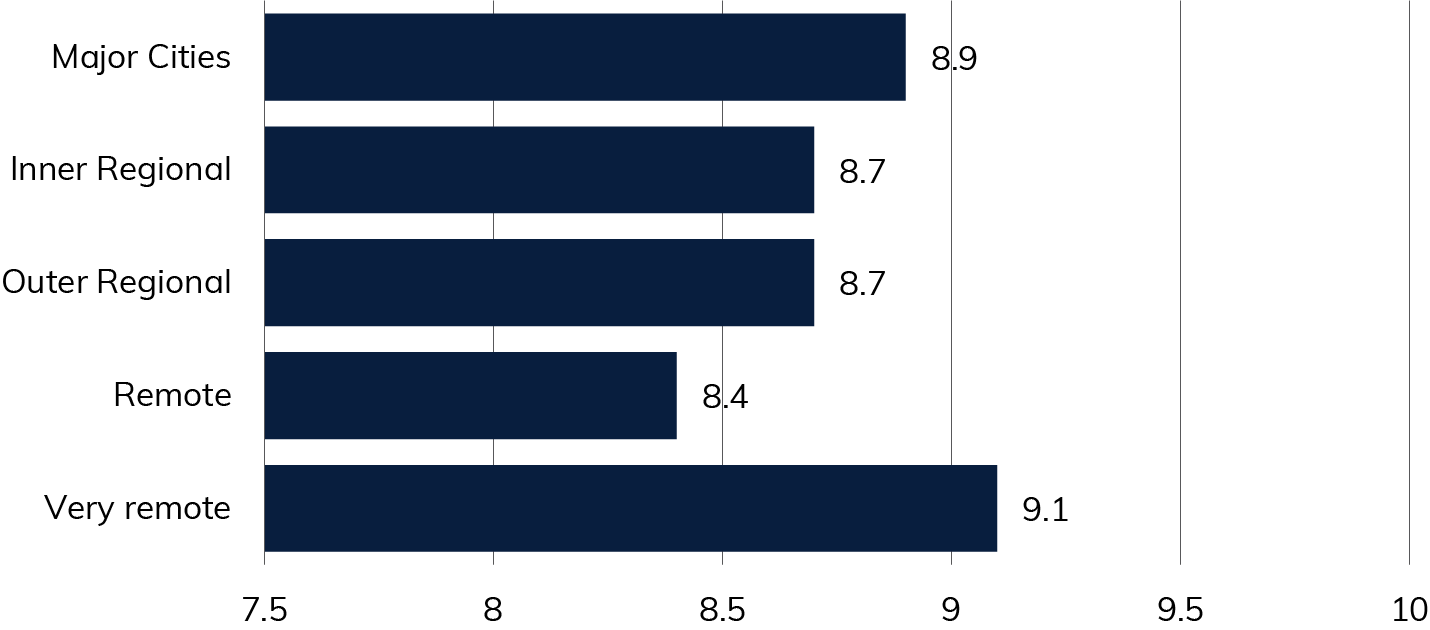 Major Cities 8.9
Inner Regional 8.7
Outer Regional 8.7
Remote 8.4
Very remote 9.1
7.5 8 8.5 9 9.5 10